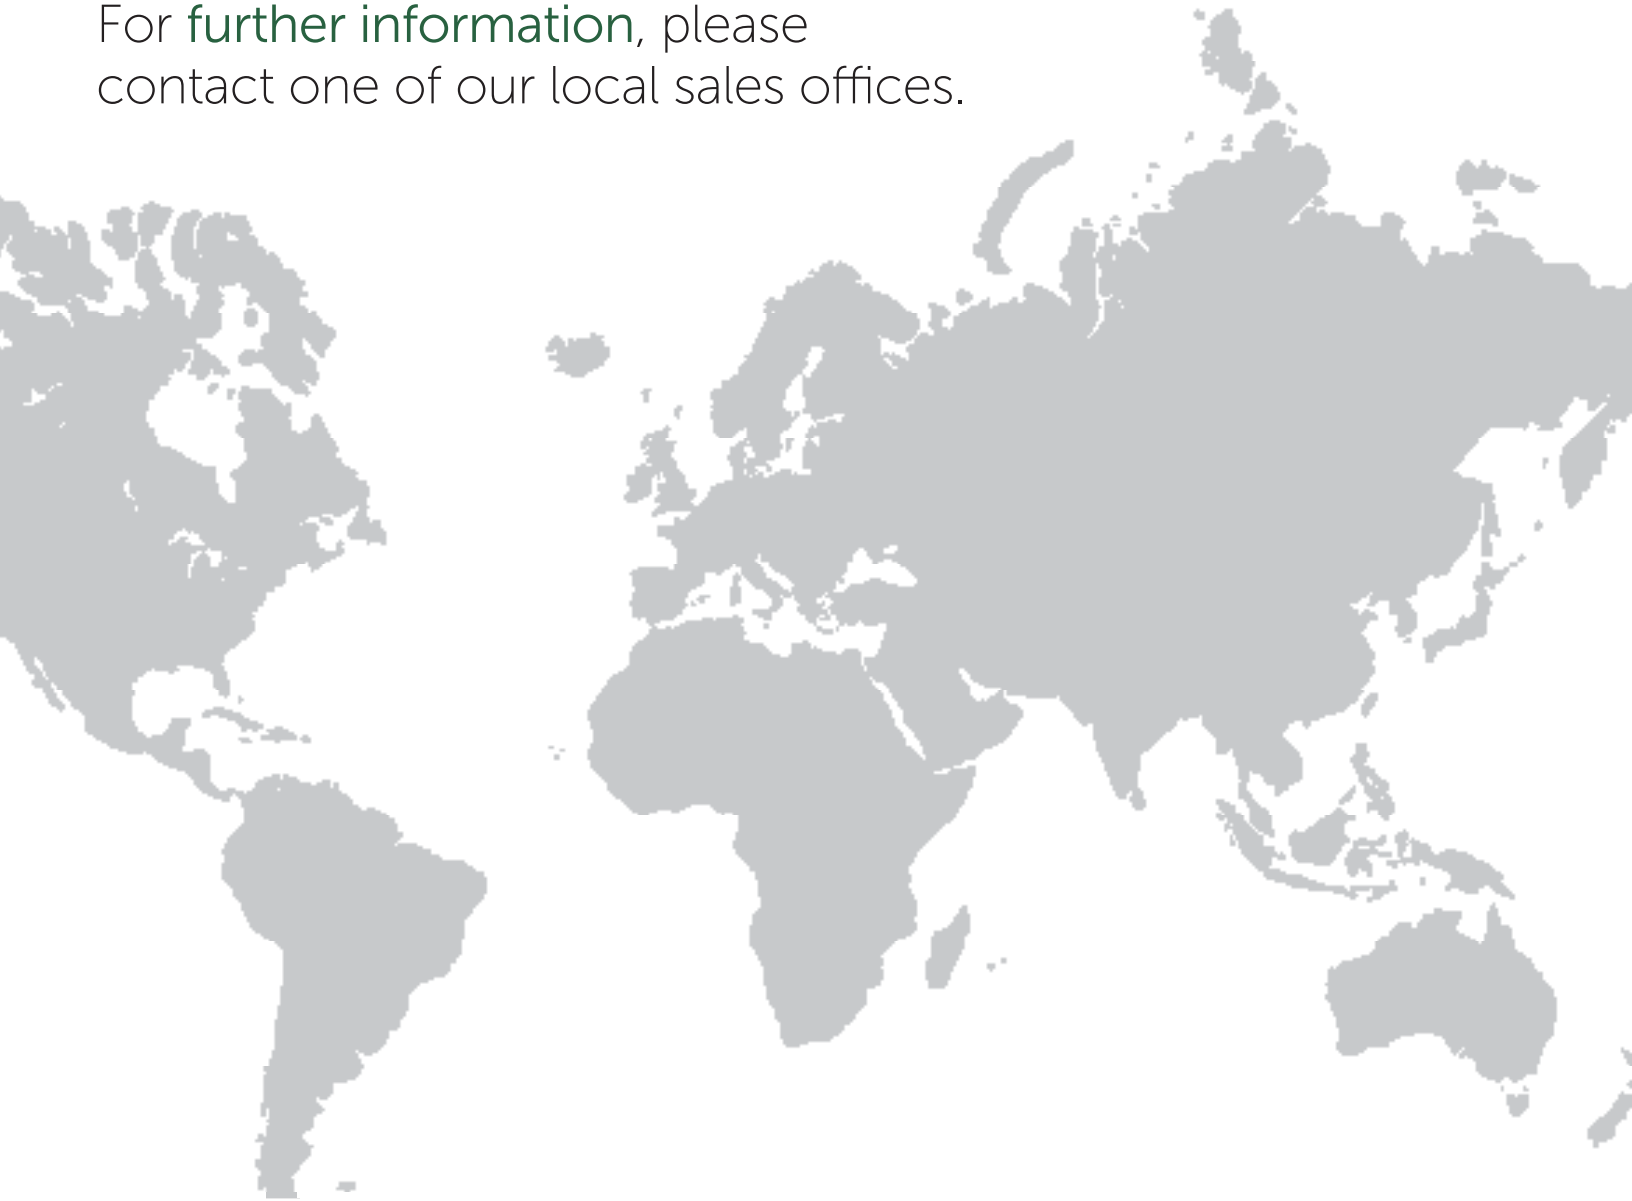 For further information, please
contact one of our local sales offices.